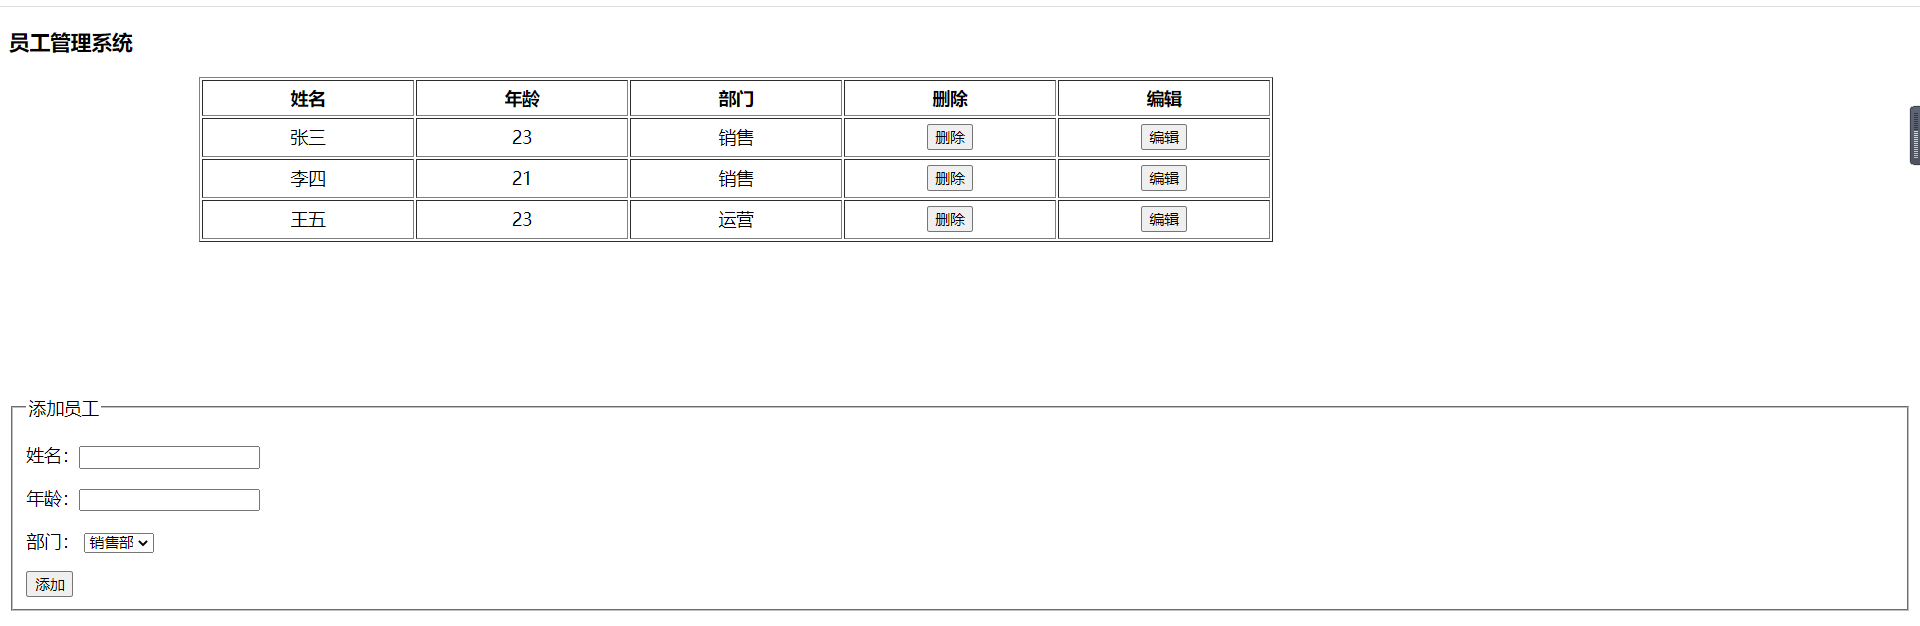 员工管理系统
姓名 年龄 部门 删除 编辑
张三 23 销售 删除 编辑
李四 21 销售 删除 编辑
王五 23 运营 删除 编辑
添加员工
姓名：
年龄：
部门： 销售部
添加